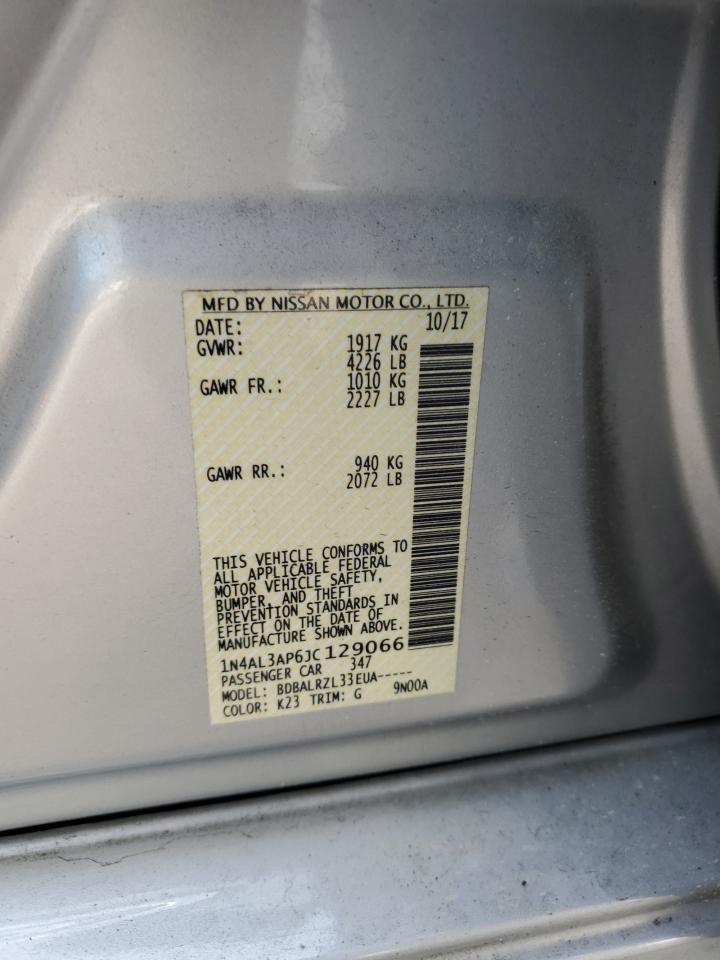 MFD BY NISSAN MOTOR CO., LTD.
DATE: 10/17
GVWR: 1917 KG
4226 LB
GAWR FR.: 1010 KG
2227 LB
GAWR RR.: 940 KG
2072 LB
THIS VEHICLE CONFORMS TO
ALL APPLICABLE FEDERAL
MOTOR VEHICLE SAFETY,
BUMPER, AND THEFT
PREVENTION STANDARDS IN
EFFECT ON THE DATE OF
MANUFACTURE SHOWN ABOVE.
1N4AL3AP6JC129066
PASSENGER CAR 347
MODEL: BDBALRZL33EUA-----
COLOR: K23 TRIM: G 9N00A